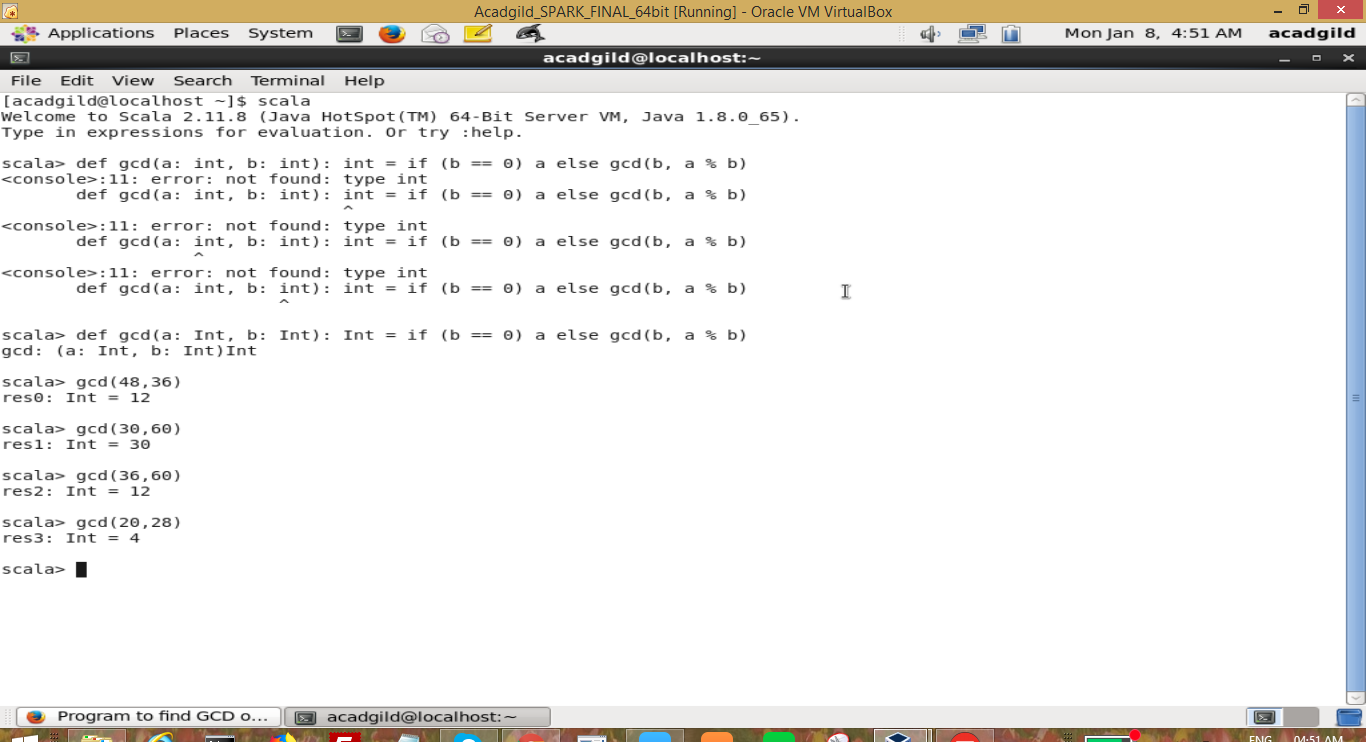 Acadgild_SPARK_FINAL_64bit [Running] - Oracle VM VirtualBox
Applications Places System Mon Jan 8, 4:51 AM acadgild
acadgild@localhost:~
File Edit View Search Terminal Help
[acadgild@localhost ~]$ scala
Welcome to Scala 2.11.8 (Java HotSpot(TM) 64-Bit Server VM, Java 1.8.0_65).
Type in expressions for evaluation. Or try :help.
scala> def gcd(a: int, b: int): int = if (b == 0) a else gcd(b, a % b)
<console>:11: error: not found: type int
       def gcd(a: int, b: int): int = if (b == 0) a else gcd(b, a % b)
                                ^
<console>:11: error: not found: type int
       def gcd(a: int, b: int): int = if (b == 0) a else gcd(b, a % b)
                  ^
<console>:11: error: not found: type int
       def gcd(a: int, b: int): int = if (b == 0) a else gcd(b, a % b)
                          ^
scala> def gcd(a: Int, b: Int): Int = if (b == 0) a else gcd(b, a % b)
gcd: (a: Int, b: Int)Int
scala> gcd(48,36)
res0: Int = 12
scala> gcd(30,60)
res1: Int = 30
scala> gcd(36,60)
res2: Int = 12
scala> gcd(20,28)
res3: Int = 4
scala>
Program to find GCD o... acadgild@localhost:~
ENG 04:51 AM